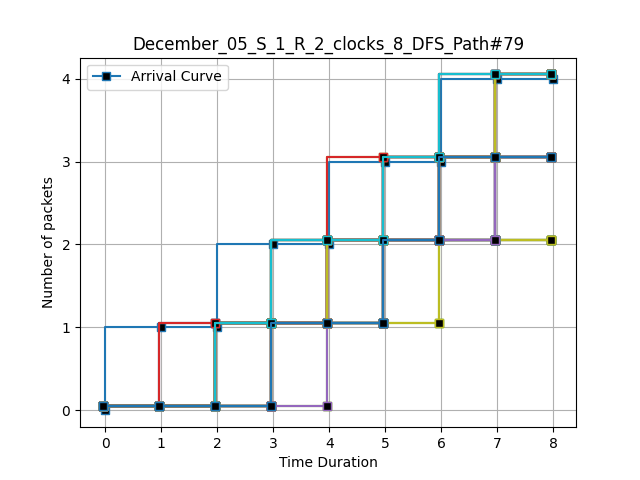 December_05_S_1_R_2_clocks_8_DFS_Path#79
Arrival Curve
Number of packets
4
3
2
1
0
0 1 2 3 4 5 6 7 8
Time Duration